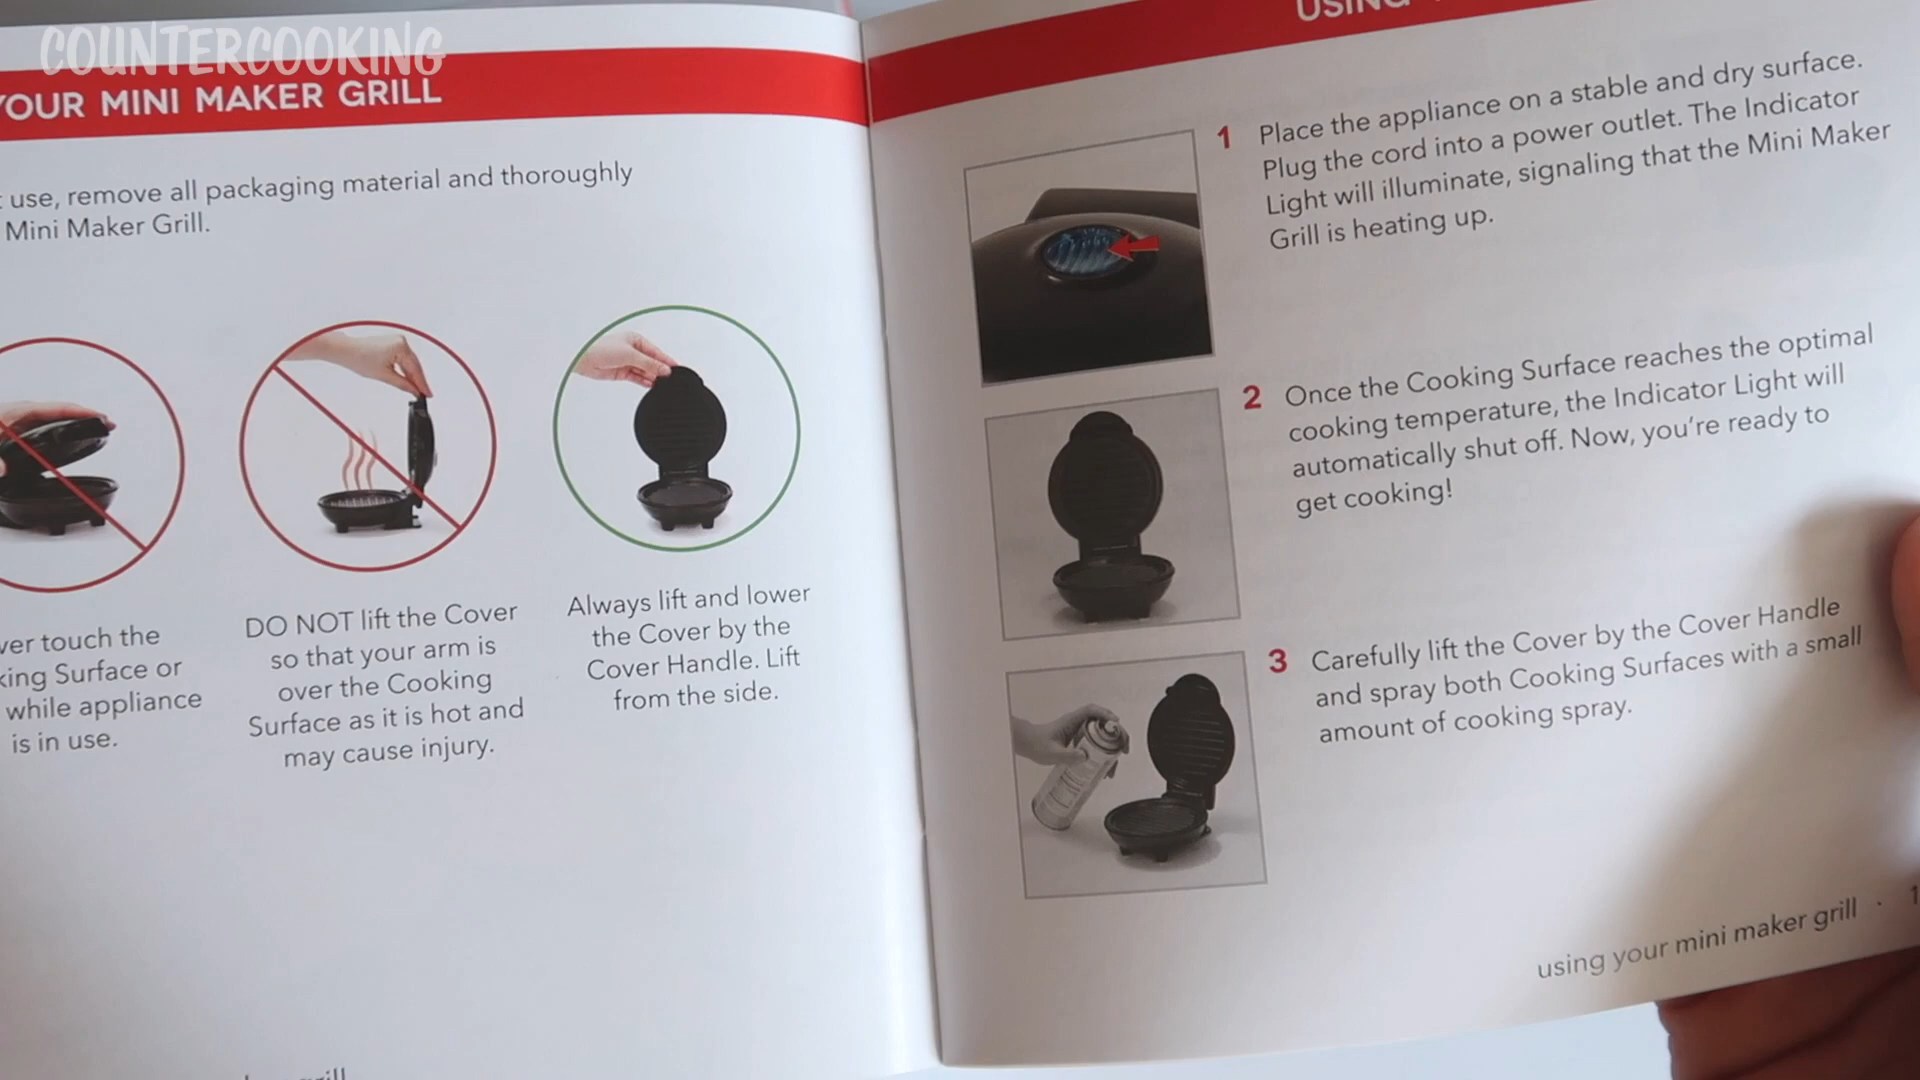 COUNTERCOOKING
YOUR MINI MAKER GRILL
use, remove all packaging material and thoroughly
Mini Maker Grill.
touch the
Surface or
while appliance
is in use.
DO NOT lift the Cover
so that your arm is
over the Cooking
Surface as it is hot and
may cause injury.
Always lift and lower
the Cover by the
Cover Handle. Lift
from the side.
USING
1 Place the appliance on a stable and dry surface.
Plug the cord into a power outlet. The Indicator
Light will illuminate, signaling that the Mini Maker
Grill is heating up.
2 Once the Cooking Surface reaches the optimal
cooking temperature, the Indicator Light will
automatically shut off. Now, you're ready to
get cooking!
3 Carefully lift the Cover by the Cover Handle
and spray both Cooking Surfaces with a small
amount of cooking spray.
using your mini maker grill ·